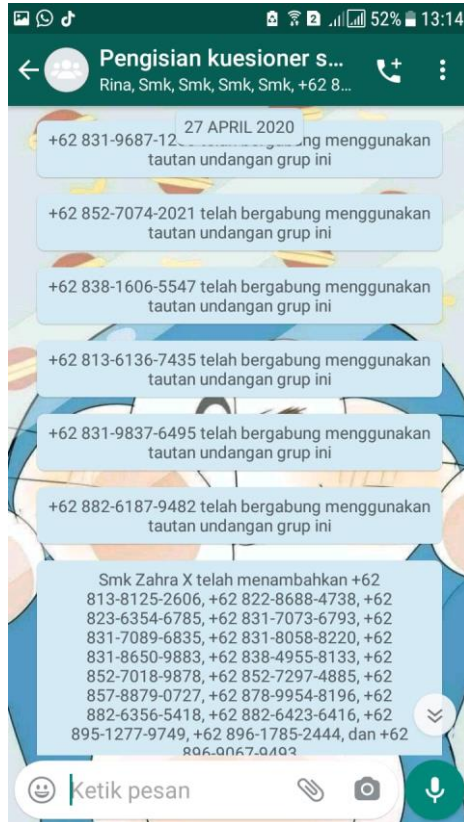 2 52% 13:14
Pengisian kuesioner s...
Rina, Smk, Smk, Smk, Smk, +62 8...
27 APRIL 2020
+62 831-9687-12 menggunakan
tautan undangan grup ini
+62 852-7074-2021 telah bergabung menggunakan
tautan undangan grup ini
+62 838-1606-5547 telah bergabung menggunakan
tautan undangan grup ini
+62 813-6136-7435 telah bergabung menggunakan
tautan undangan grup ini
+62 831-9837-6495 telah bergabung menggunakan
tautan undangan grup ini
+62 882-6187-9482 telah bergabung menggunakan
tautan undangan grup ini
Smk Zahra X telah menambahkan +62
813-8125-2606, +62 822-8688-4738, +62
823-6354-6785, +62 831-7073-6793, +62
831-7089-6835, +62 831-8058-8220, +62
831-8650-9883, +62 838-4955-8133, +62
852-7018-9878, +62 852-7297-4885, +62
857-8879-0727, +62 878-9954-8196, +62
882-6356-5418, +62 882-6423-6416, +62
895-1277-9749, +62 896-1785-2444, dan +62
896-9067-9493
Ketik pesan